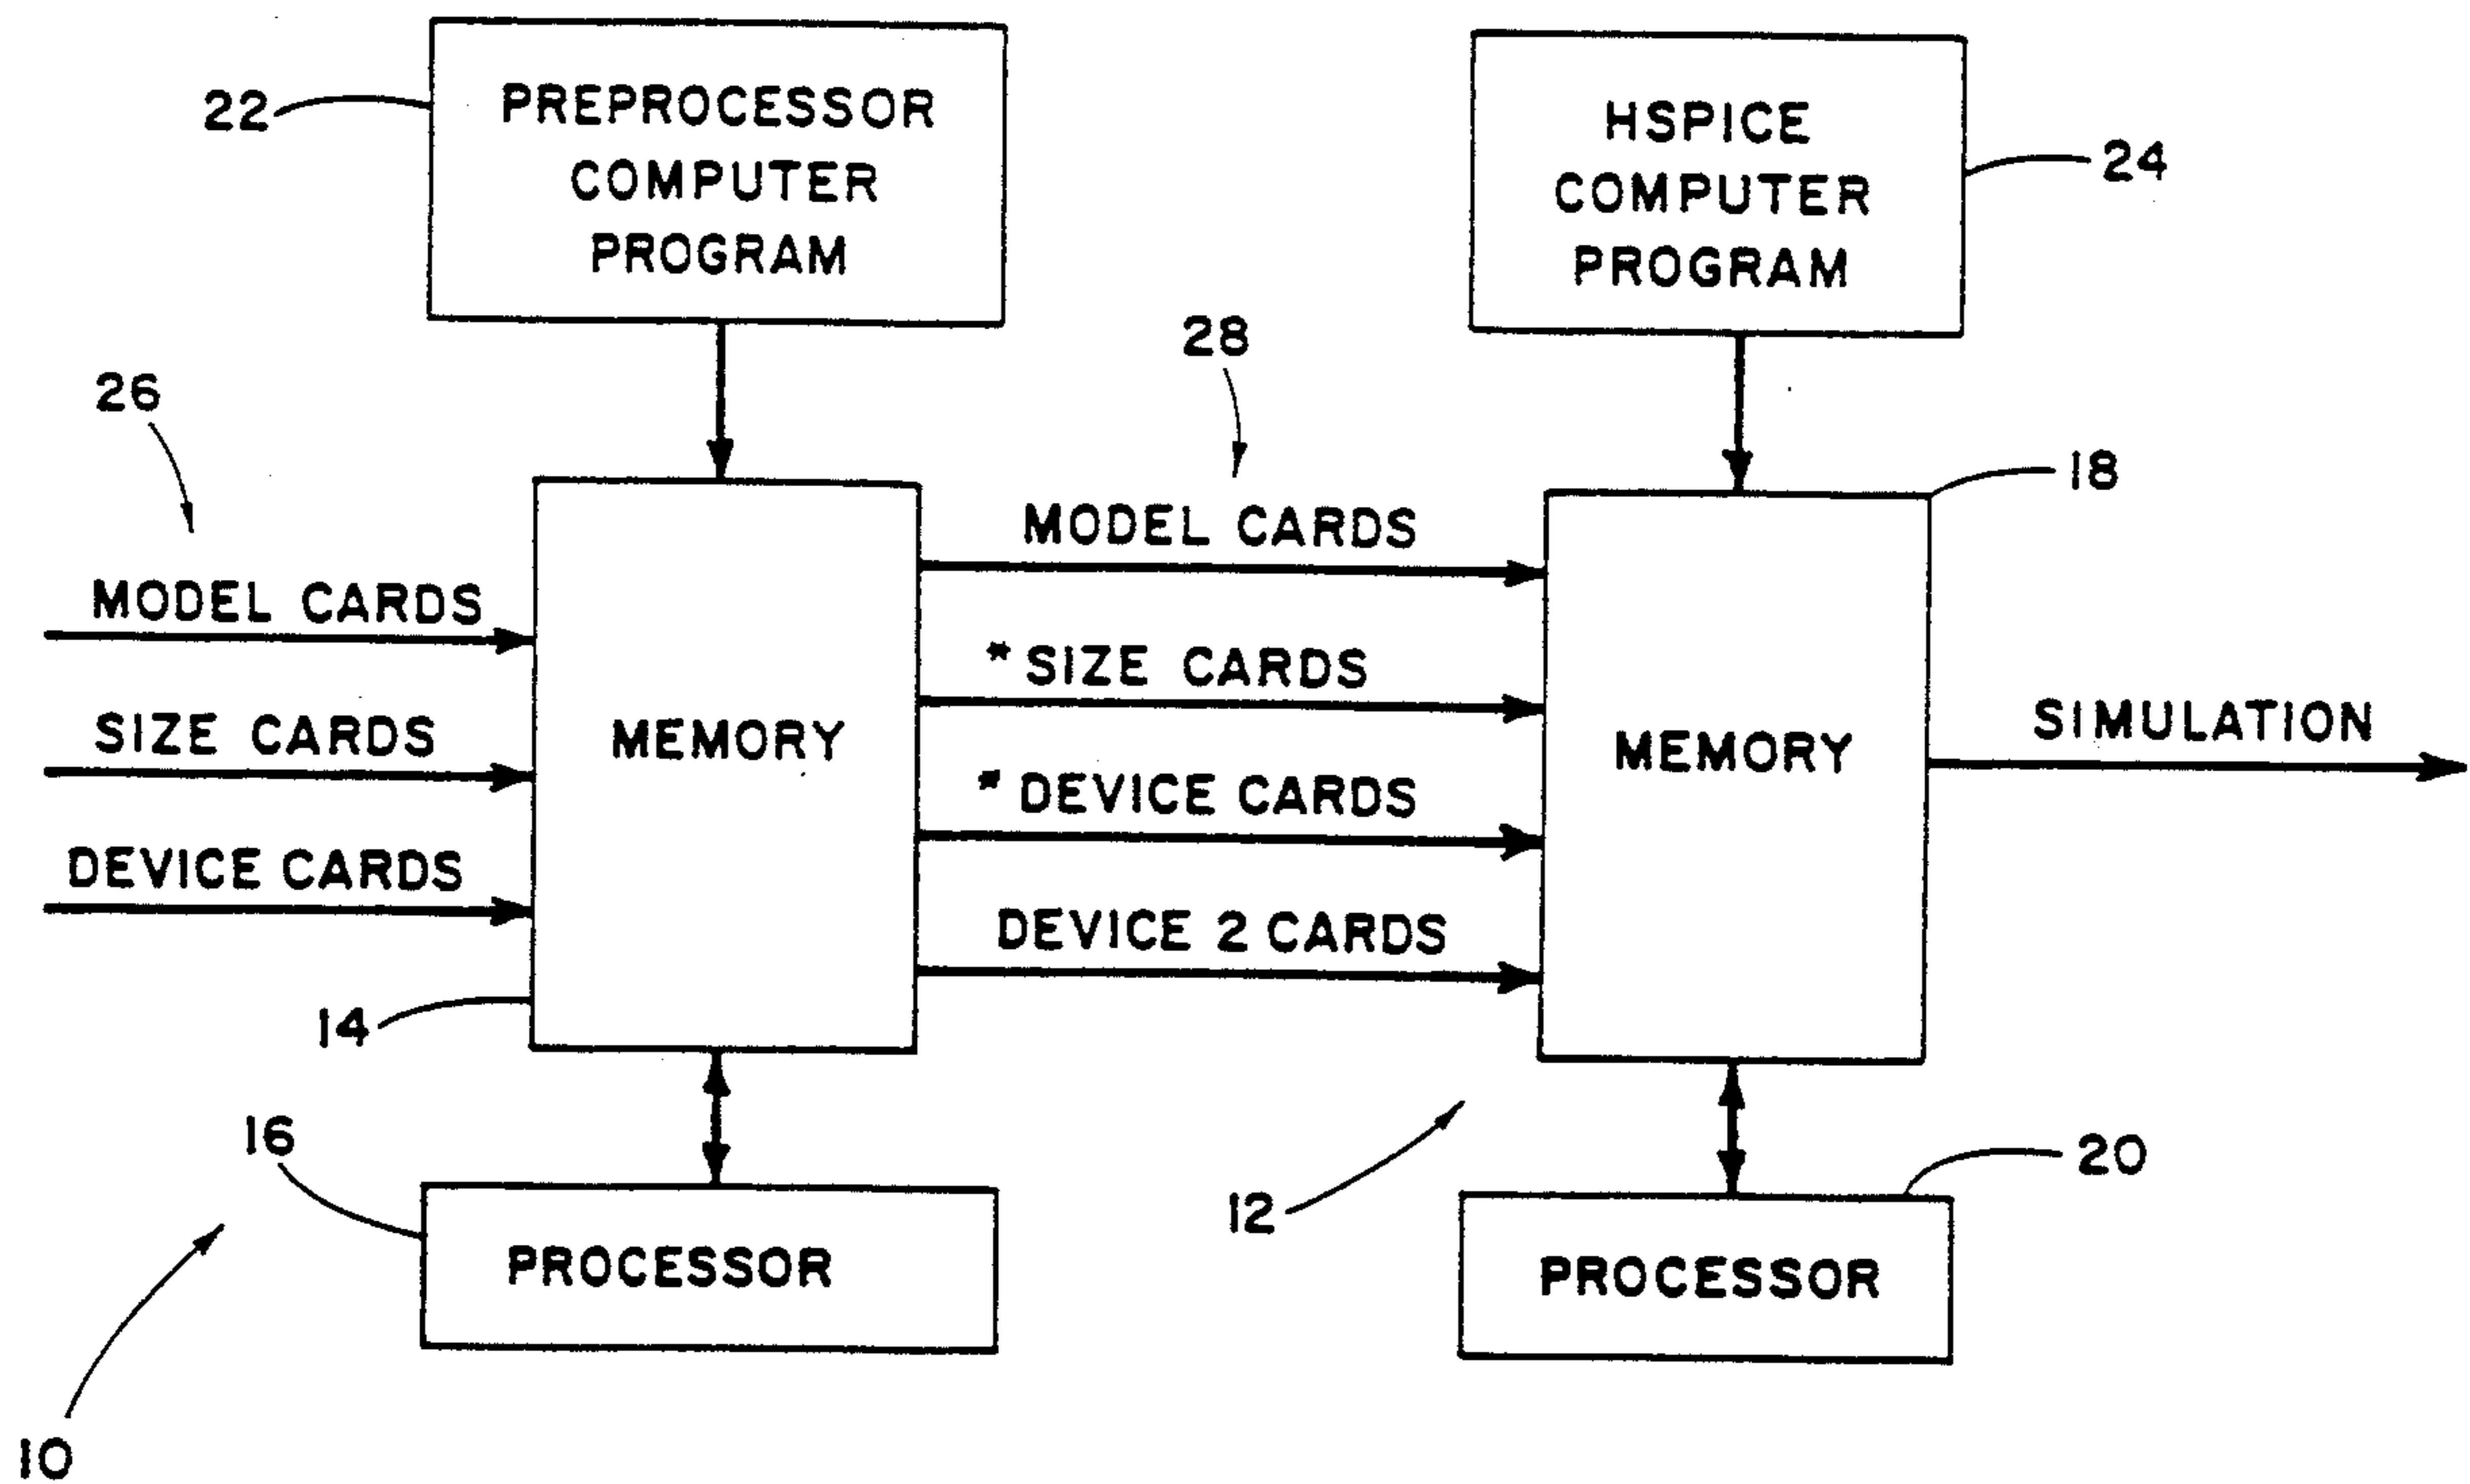 22
PREPROCESSOR
COMPUTER
PROGRAM
HSPICE
COMPUTER
PROGRAM
24
26
28
18
MODEL CARDS
SIZE CARDS
DEVICE CARDS
MEMORY
14
MODEL CARDS
* SIZE CARDS
* DEVICE CARDS
DEVICE 2 CARDS
MEMORY
SIMULATION
16
PROCESSOR
10
12
PROCESSOR
20